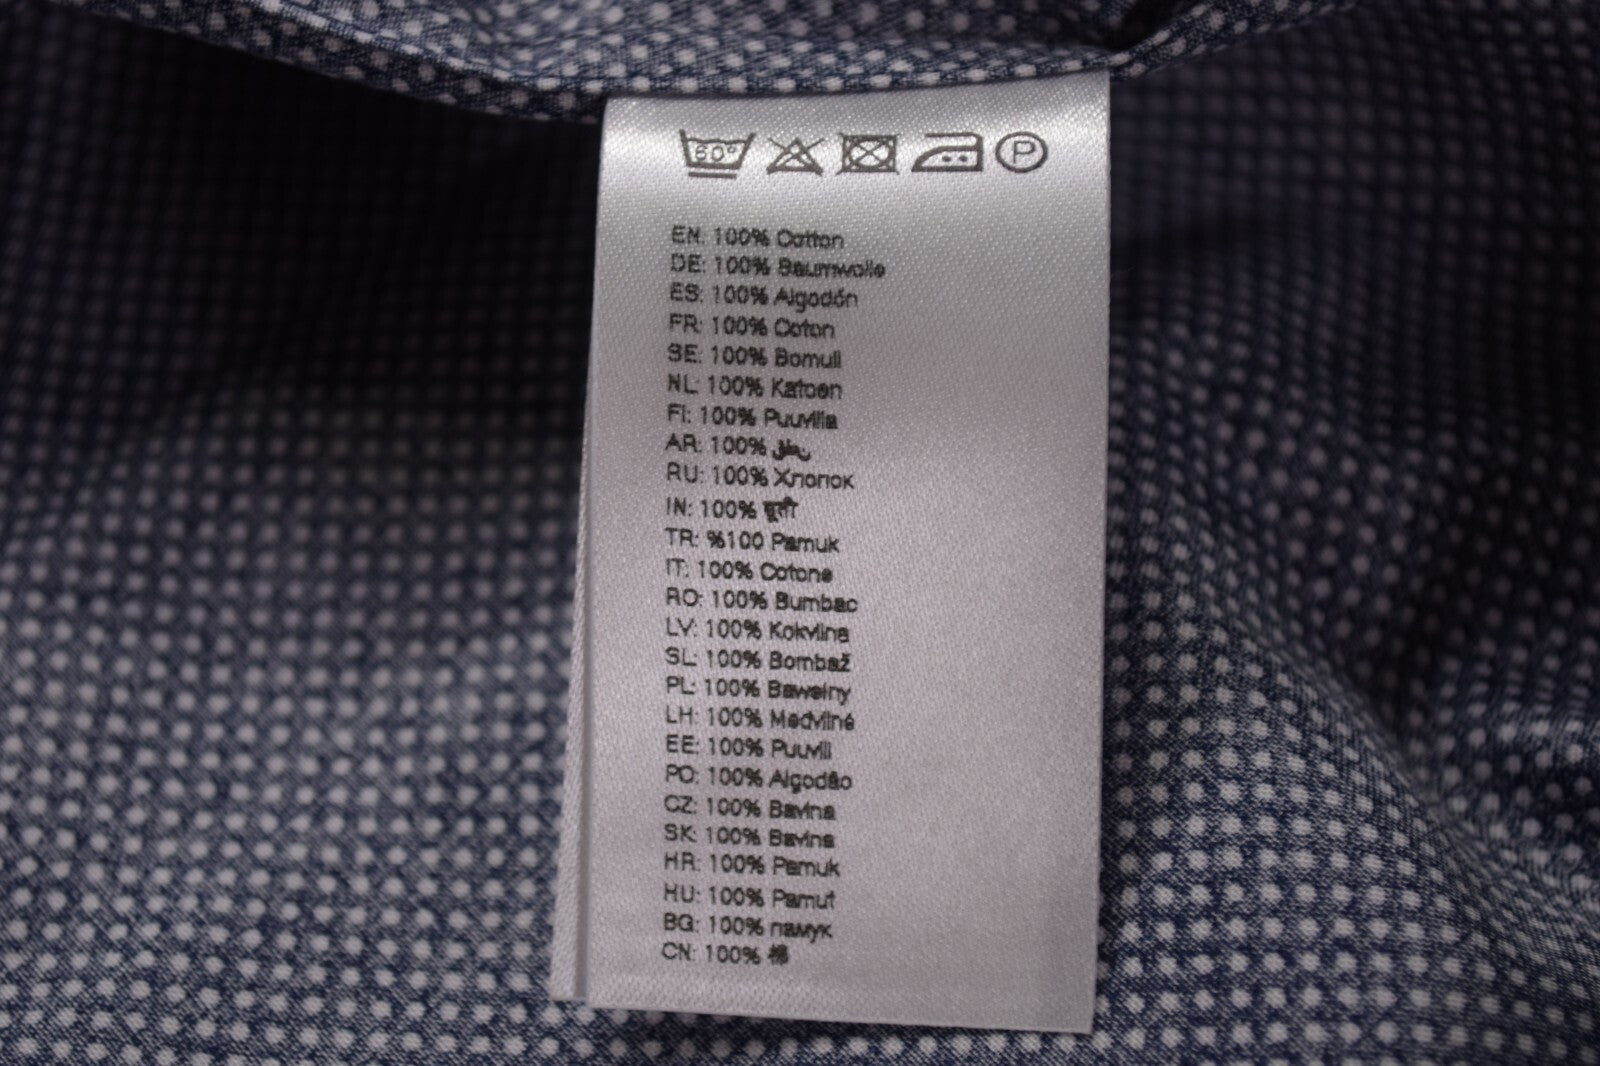 60°
P
EN: 100% Cotton
DE: 100% Baumwolle
ES: 100% Algodón
FR: 100% Coton
SE: 100% Bomull
NL: 100% Katoen
FI: 100% Puuvilla
AR: 100%
RU: 100% Хлопок
IN: 100% सूती
TR: %100 Pamuk
IT: 100% Cotone
RO: 100% Bumbac
LV: 100% Kokvilna
SL: 100% Bombaž
PL: 100% Bawełny
LH: 100% Medvilnė
EE: 100% Puuvill
PO: 100% Algodão
CZ: 100% Bavlna
SK: 100% Bavlna
HR: 100% Pamuk
HU: 100% Pamut
BG: 100% памук
CN: 100% 棉